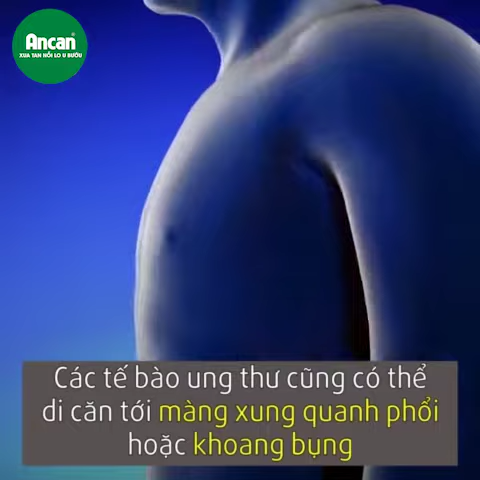 Ancan®
XUA TAN NỖI LO U BƯỚU
Các tế bào ung thư cũng có thể
di căn tới màng xung quanh phổi
hoặc khoang bụng